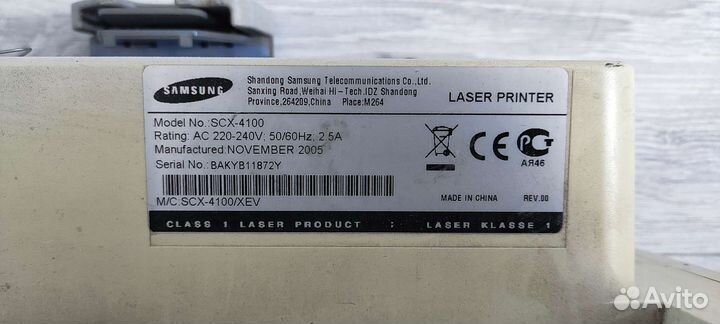 SAMSUNG
Shandong Samsung Telecommunications Co.,Ltd.
Sanxing Road,Weihai Hi-Tech.IDZ Shandong
Province,264209,China Place:M264
LASER PRINTER
Model No.:SCX-4100
Rating: AC 220-240V; 50/60Hz; 2.5A
Manufactured:NOVEMBER 2005
Serial No.: BAKYB11872Y
CE
АЯ46
M/C:SCX-4100/XEV
MADE IN CHINA REV.00
CLASS 1 LASER PRODUCT : LASER KLASSE 1
Avito